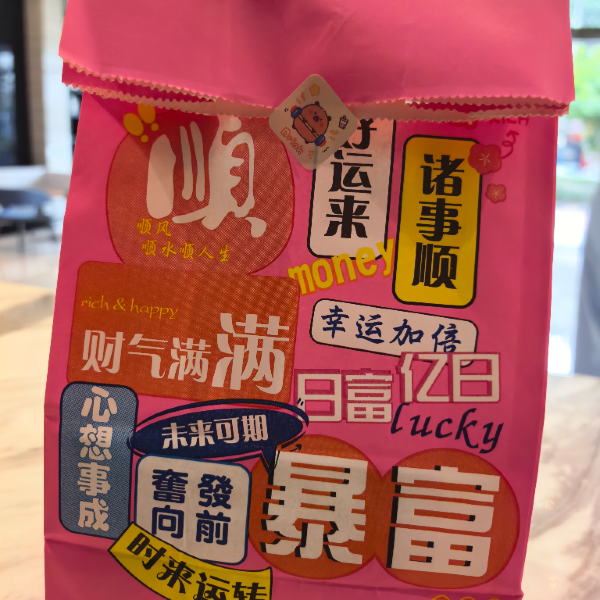 順
顺风
顺水顺人生
好运来
诸事顺
money
rich & happy
财气满满
幸运加倍
日富亿日
lucky
心想事成
未来可期
奮發
向前
暴富
时来运转